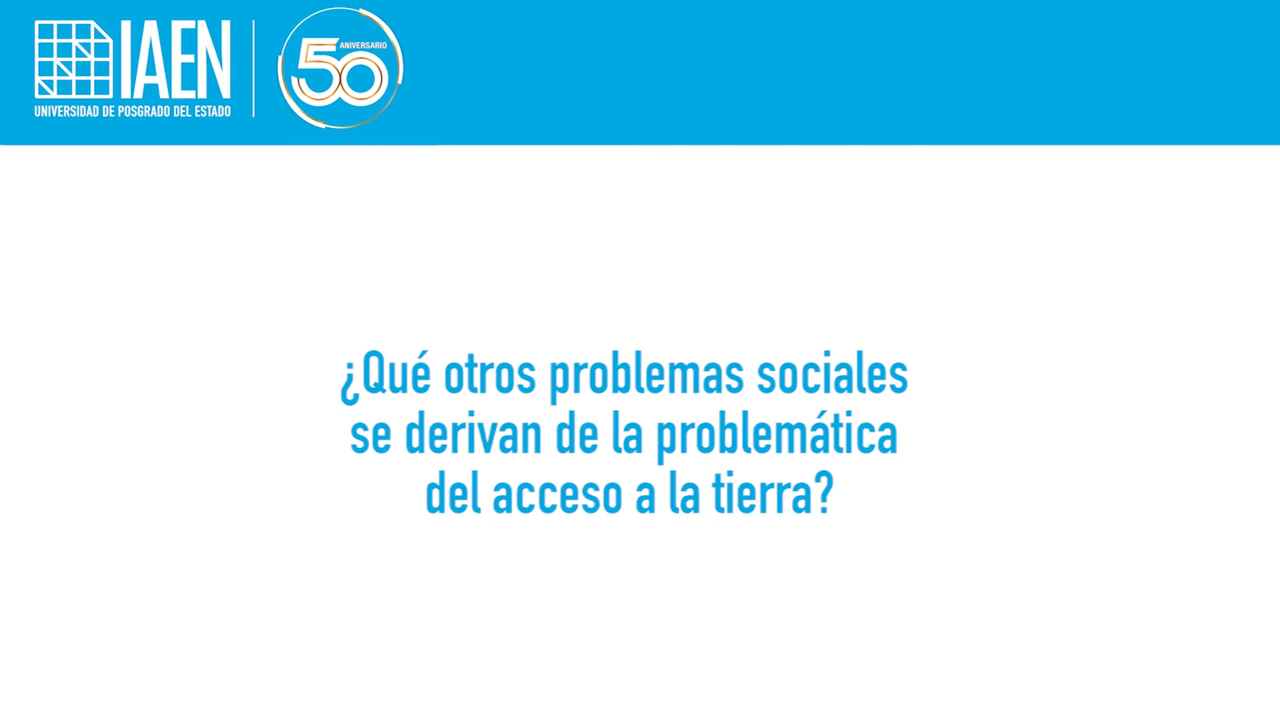 IAEN
UNIVERSIDAD DE POSGRADO DEL ESTADO
50
ANIVERSARIO
¿Qué otros problemas sociales
se derivan de la problemática
del acceso a la tierra?